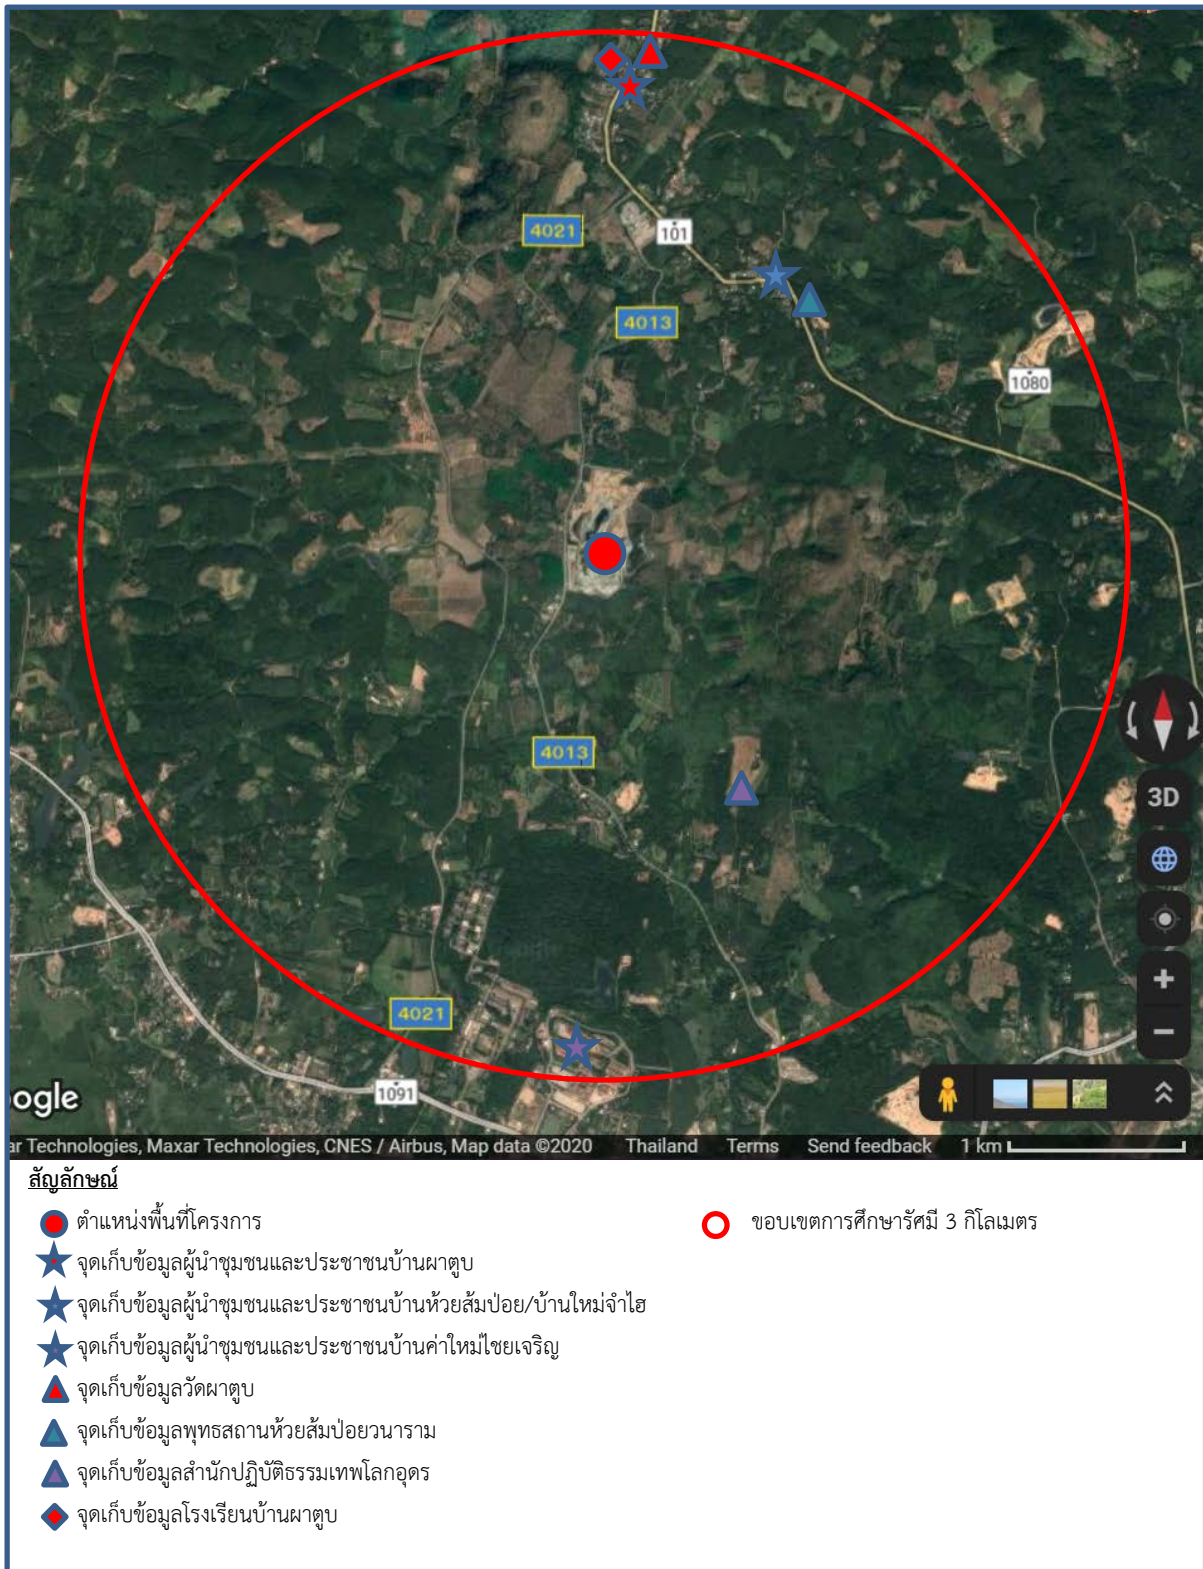 4021
101
4013
1080
4013
3D
4021
1091
ogle
ar Technologies, Maxar Technologies, CNES / Airbus, Map data ©2020 Thailand Terms Send feedback 1 km
สัญลักษณ์
ตำแหน่งพื้นที่โครงการ
ขอบเขตการศึกษารัศมี 3 กิโลเมตร
จุดเก็บข้อมูลผู้นำชุมชนและประชาชนบ้านผาตูบ
จุดเก็บข้อมูลผู้นำชุมชนและประชาชนบ้านห้วยส้มป่อย/บ้านใหม่จำไฮ
จุดเก็บข้อมูลผู้นำชุมชนและประชาชนบ้านค่าใหม่ไชยเจริญ
จุดเก็บข้อมูลวัดผาตูบ
จุดเก็บข้อมูลพุทธสถานห้วยส้มป่อยวนาราม
จุดเก็บข้อมูลสำนักปฏิบัติธรรมเทพโลกอุดร
จุดเก็บข้อมูลโรงเรียนบ้านผาตูบ